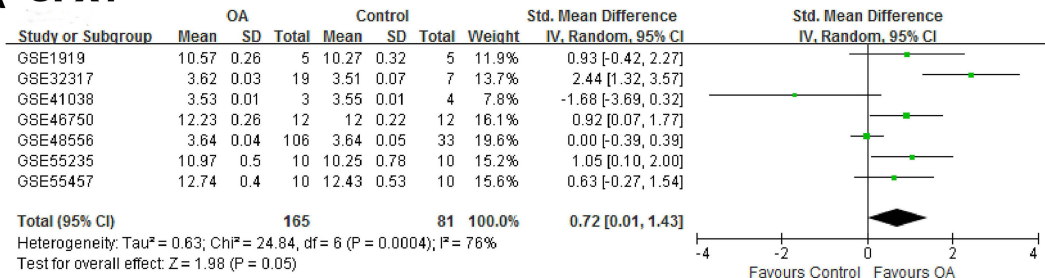 OA Control Std. Mean Difference Std. Mean Difference
Study or Subgroup Mean SD Total Mean SD Total Weight IV, Random, 95% CI IV, Random, 95% CI
GSE1919 10.57 0.26 5 10.27 0.32 5 11.9% 0.93 [-0.42, 2.27]
GSE32317 3.62 0.03 19 3.51 0.07 7 13.7% 2.44 [1.32, 3.57]
GSE41038 3.53 0.01 3 3.55 0.01 4 7.8% -1.68 [-3.69, 0.32]
GSE46750 12.23 0.26 12 12 0.22 12 16.1% 0.92 [0.07, 1.77]
GSE48556 3.64 0.04 106 3.64 0.05 33 19.6% 0.00 [-0.39, 0.39]
GSE55235 10.97 0.5 10 10.25 0.78 10 15.2% 1.05 [0.10, 2.00]
GSE55457 12.74 0.4 10 12.43 0.53 10 15.6% 0.63 [-0.27, 1.54]
Total (95% CI) 165 81 100.0% 0.72 [0.01, 1.43]
Heterogeneity: Tau² = 0.63; Chi² = 24.84, df = 6 (P = 0.0004); I² = 76%
Test for overall effect: Z = 1.98 (P = 0.05)
-4 -2 0 2 4
Favours Control Favours OA